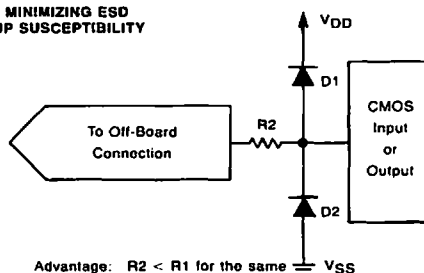 MINIMIZING ESD
UP SUSCEPTIBILITY
VDD
D1
CMOS
Input
or
Output
To Off-Board
Connection
R2
D2
Advantage: R2 < R1 for the same
VSS